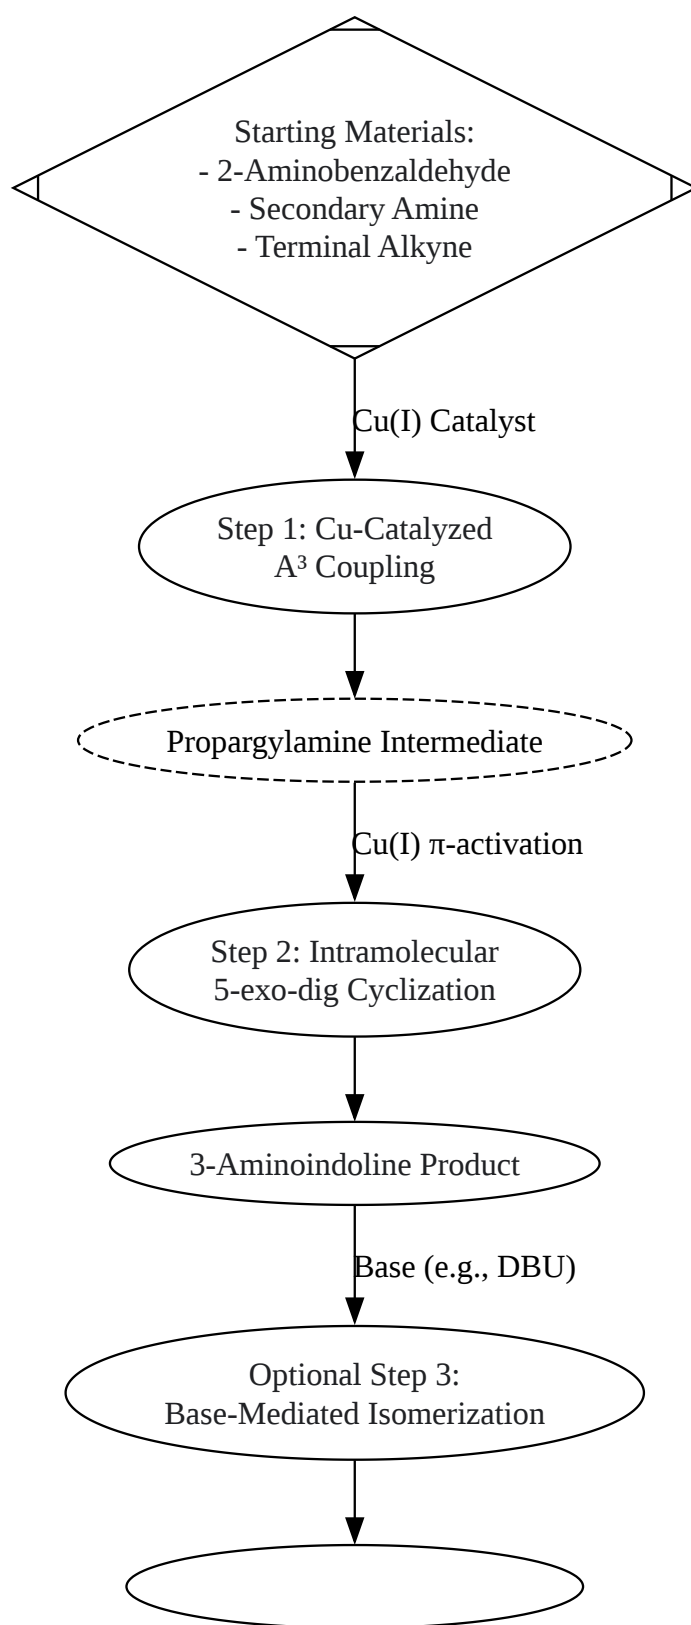 Starting Materials:
- 2-Aminobenzaldehyde
- Secondary Amine
- Terminal Alkyne
Cu(I) Catalyst
Step 1: Cu-Catalyzed
A³ Coupling
Propargylamine Intermediate
Cu(I) π-activation
Step 2: Intramolecular
5-exo-dig Cyclization
3-Aminoindoline Product
Base (e.g., DBU)
Optional Step 3:
Base-Mediated Isomerization